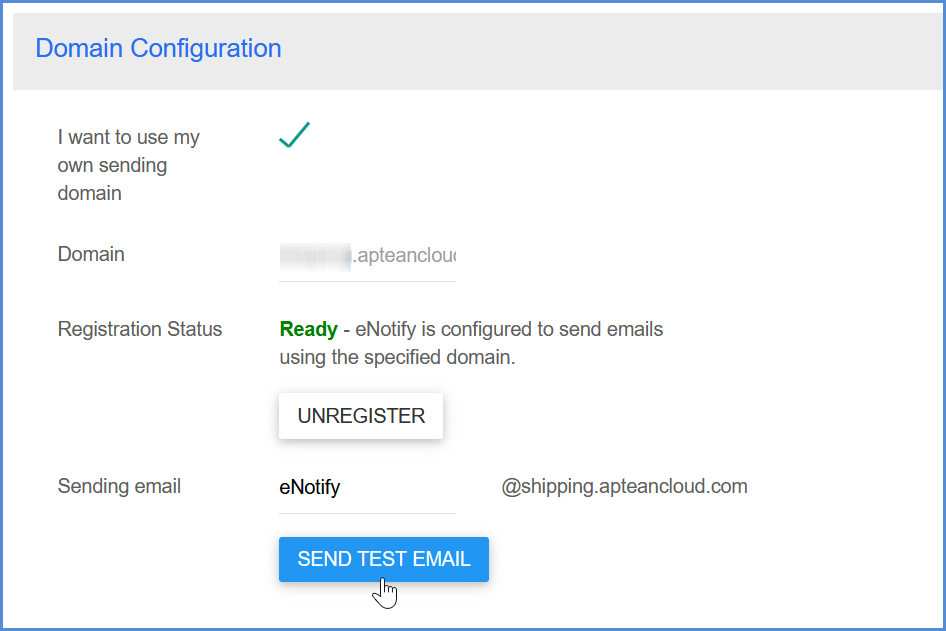 Domain Configuration
I want to use my
own sending
domain
Domain
.apteancloud
Registration Status
Ready - eNotify is configured to send emails
using the specified domain.
UNREGISTER
Sending email
eNotify
@shipping.apteancloud.com
SEND TEST EMAIL